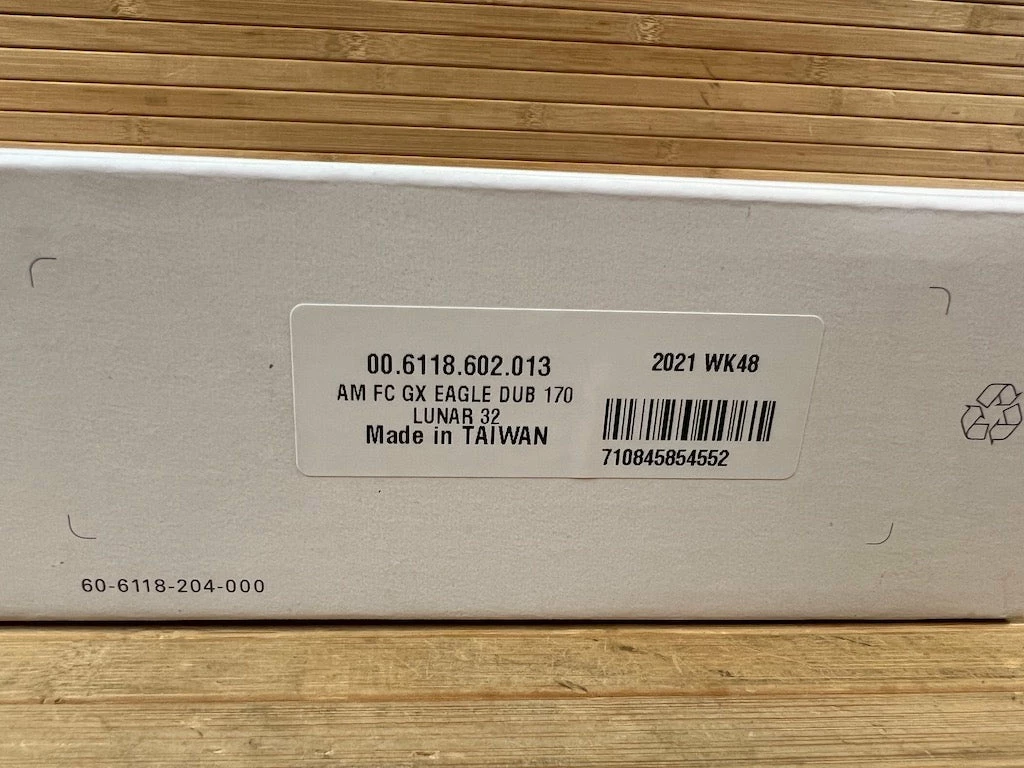 00.6118.602.013
AM FC GX EAGLE DUB 170
LUNAR 32
Made in TAIWAN
2021 WK48
710845854552
60-6118-204-000